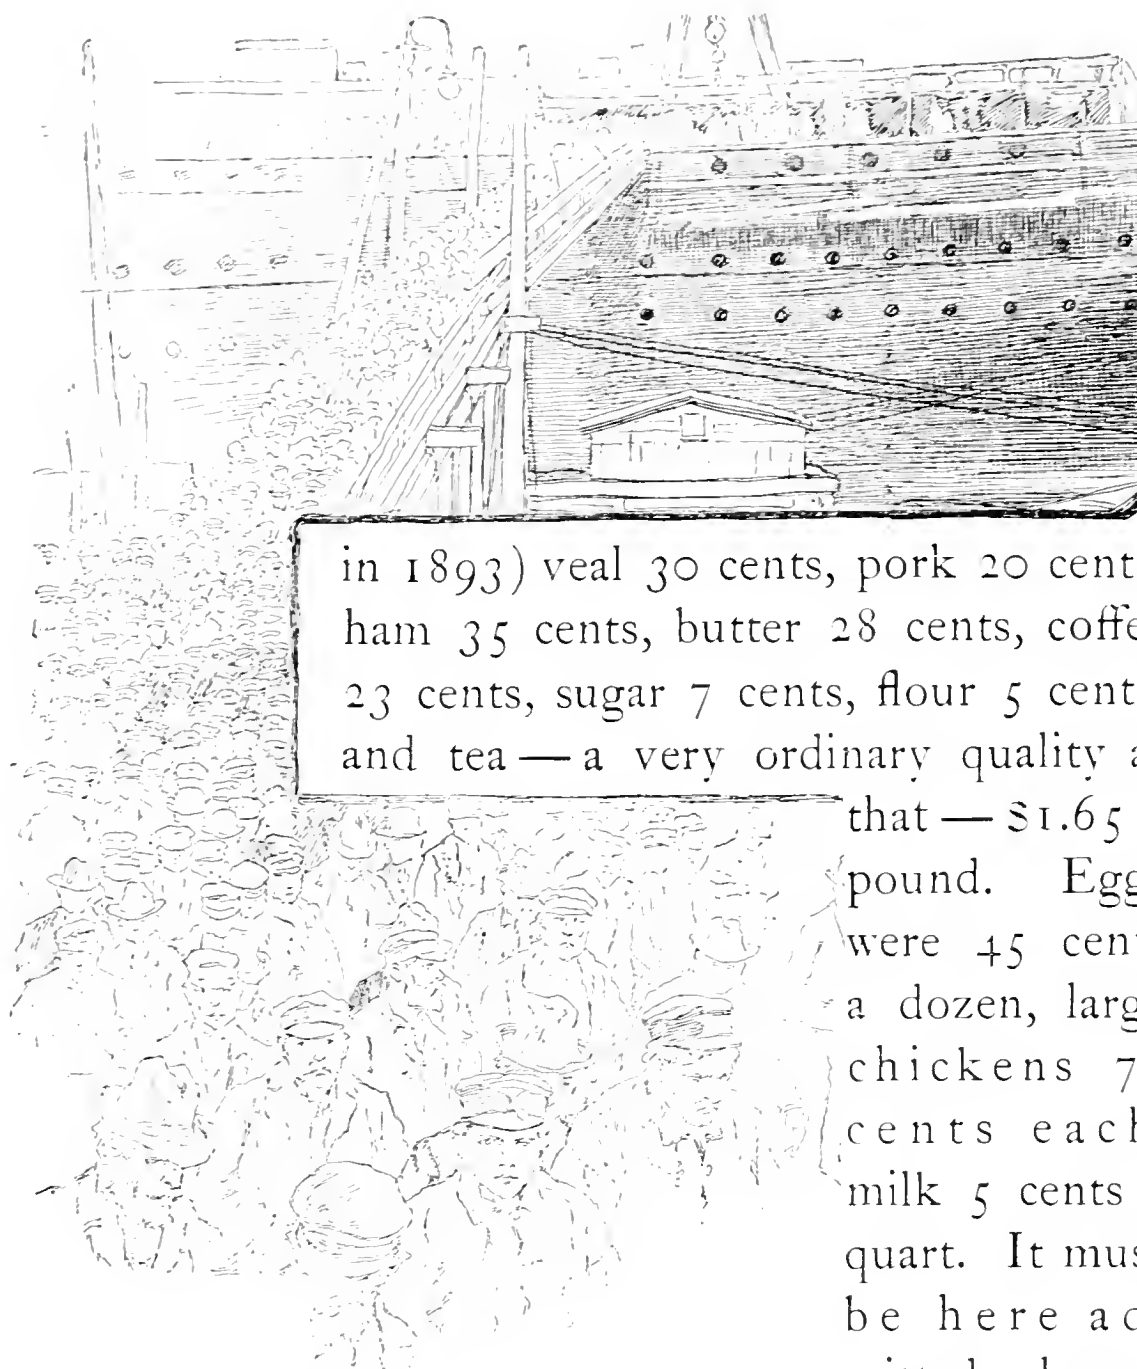 in 1893) veal 30 cents, pork 20 cent
ham 35 cents, butter 28 cents, coffe
23 cents, sugar 7 cents, flour 5 cent
and tea — a very ordinary quality a
that — $1.65
pound. Egg
were 45 cen
a dozen, larg
chickens 7
cents each
milk 5 cents
quart. It mus
be here ac